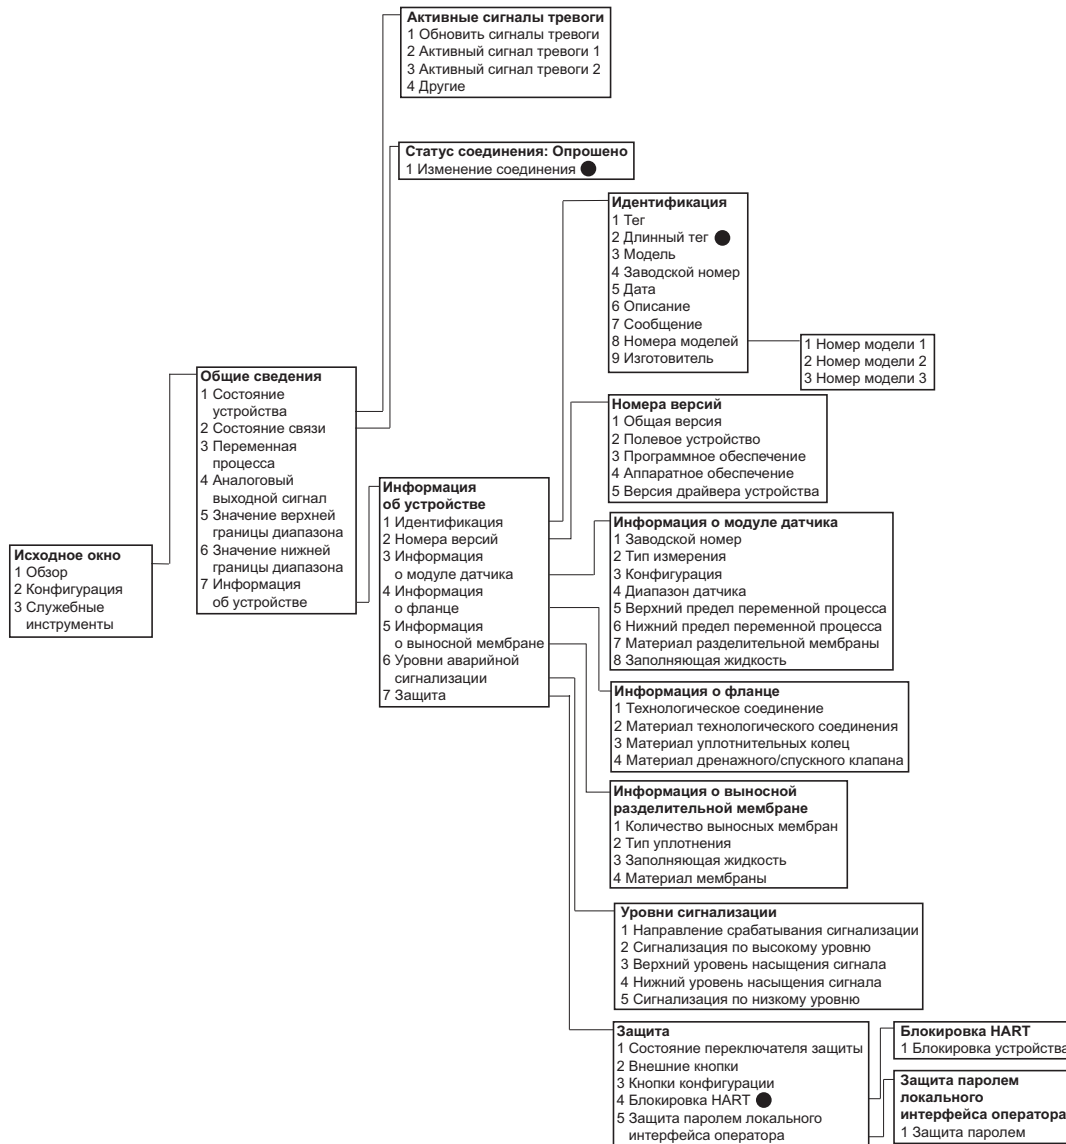 Активные сигналы тревоги
1 Обновить сигналы тревоги
2 Активный сигнал тревоги 1
3 Активный сигнал тревоги 2
4 Другие
Статус соединения: Опрошено
1 Изменение соединения
Идентификация
1 Тег
2 Длинный тег
3 Модель
4 Заводской номер
5 Дата
6 Описание
7 Сообщение
8 Номера моделей
9 Изготовитель
1 Номер модели 1
2 Номер модели 2
3 Номер модели 3
Общие сведения
1 Состояние
устройства
2 Состояние связи
3 Переменная
процесса
4 Аналоговый
выходной сигнал
5 Значение верхней
границы диапазона
6 Значение нижней
границы диапазона
7 Информация
об устройстве
Номера версий
1 Общая версия
2 Полевое устройство
3 Программное обеспечение
4 Аппаратное обеспечение
5 Версия драйвера устройства
Информация
об устройстве
1 Идентификация
2 Номера версий
3 Информация
о модуле датчика
4 Информация
о фланце
5 Информация
о выносной мембране
6 Уровни аварийной
сигнализации
7 Защита
Исходное окно
1 Обзор
2 Конфигурация
3 Служебные
инструменты
Информация о модуле датчика
1 Заводской номер
2 Тип измерения
3 Конфигурация
4 Диапазон датчика
5 Верхний предел переменной процесса
6 Нижний предел переменной процесса
7 Материал разделительной мембраны
8 Заполняющая жидкость
Информация о фланце
1 Технологическое соединение
2 Материал технологического соединения
3 Материал уплотнительных колец
4 Материал дренажного/спускного клапана
Информация о выносной
разделительной мембране
1 Количество выносных мембран
2 Тип уплотнения
3 Заполняющая жидкость
4 Материал мембраны
Уровни сигнализации
1 Направление срабатывания сигнализации
2 Сигнализация по высокому уровню
3 Верхний уровень насыщения сигнала
4 Нижний уровень насыщения сигнала
5 Сигнализация по низкому уровню
Защита
1 Состояние переключателя защиты
2 Внешние кнопки
3 Кнопки конфигурации
4 Блокировка HART
5 Защита паролем локального
интерфейса оператора
Блокировка HART
1 Блокировка устройства
Защита паролем
локального
интерфейса оператора
1 Защита паролем